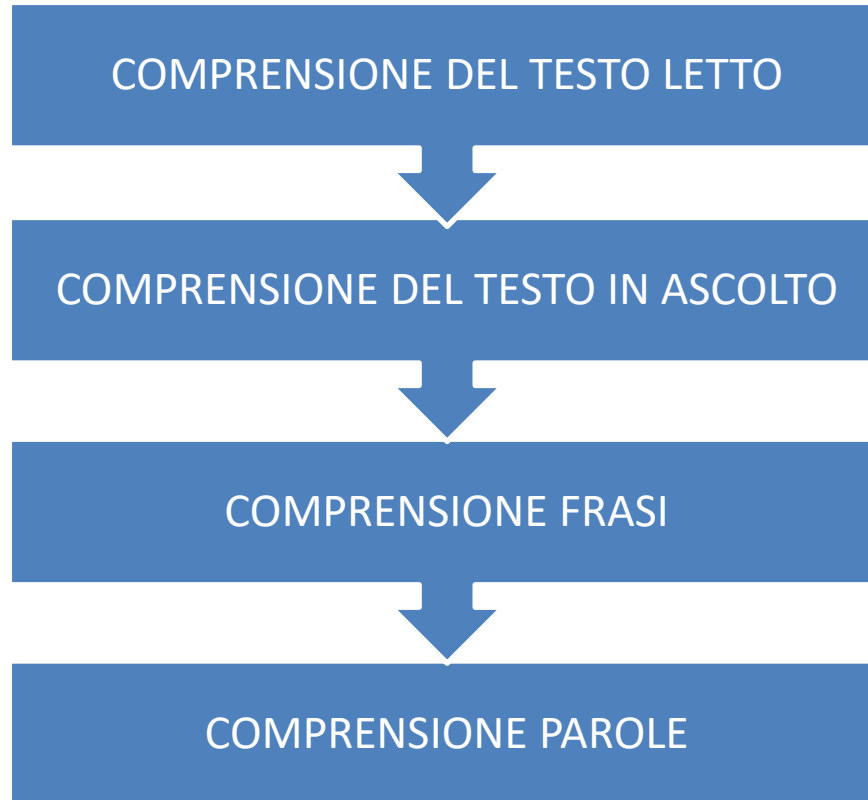 COMPRENSIONE DEL TESTO LETTO
COMPRENSIONE DEL TESTO IN ASCOLTO
COMPRENSIONE FRASI
COMPRENSIONE PAROLE